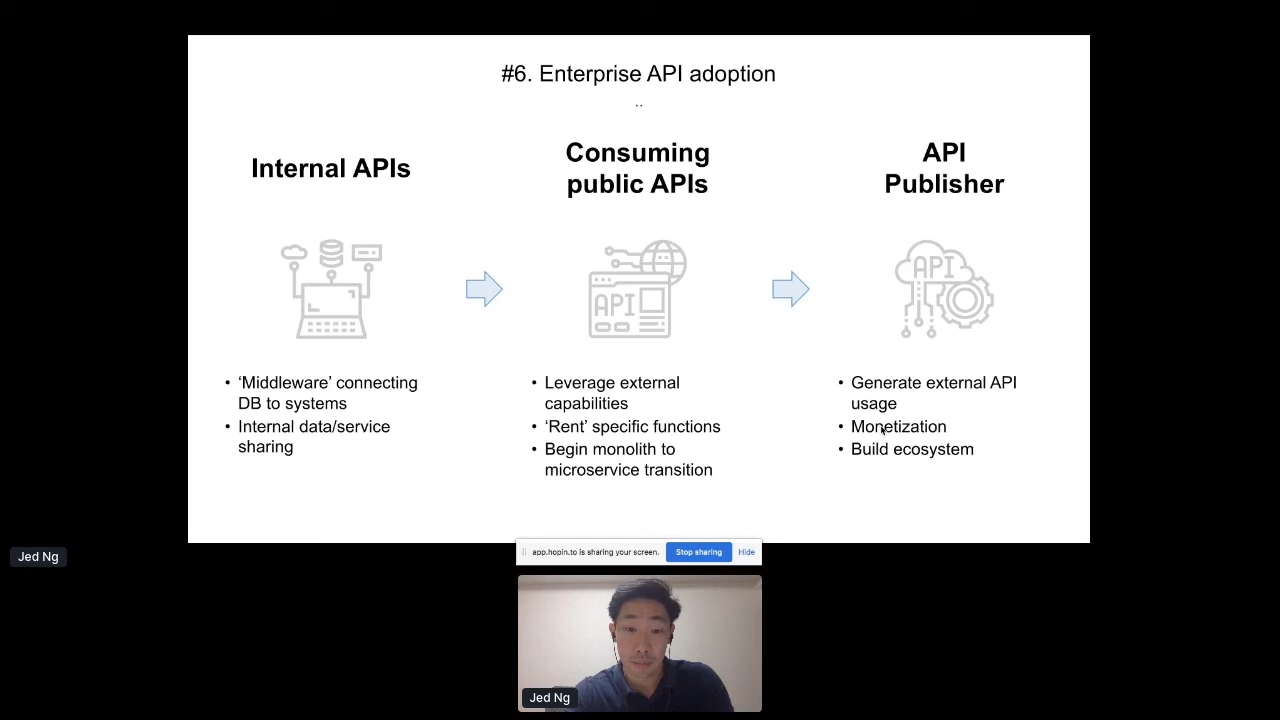 #6. Enterprise API adoption
..
Internal APIs
Consuming
public APIs
API
Publisher
API
API
• ‘Middleware’ connecting
DB to systems
• Internal data/service
sharing
• Leverage external
capabilities
• ‘Rent’ specific functions
• Begin monolith to
microservice transition
• Generate external API
usage
• Monetization
• Build ecosystem
app.hopin.to is sharing your screen.
Stop sharing
Hide
Jed Ng
Jed Ng